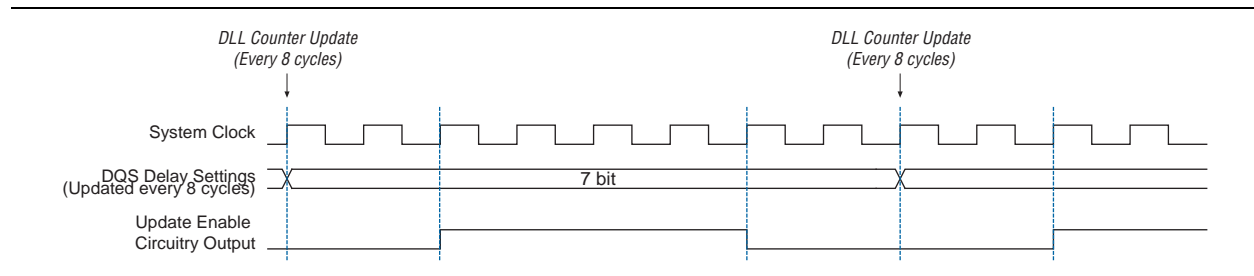 DLL Counter Update
(Every 8 cycles)
DLL Counter Update
(Every 8 cycles)
System Clock
DQS Delay Settings
(Updated every 8 cycles)
7 bit
Update Enable
Circuitry Output